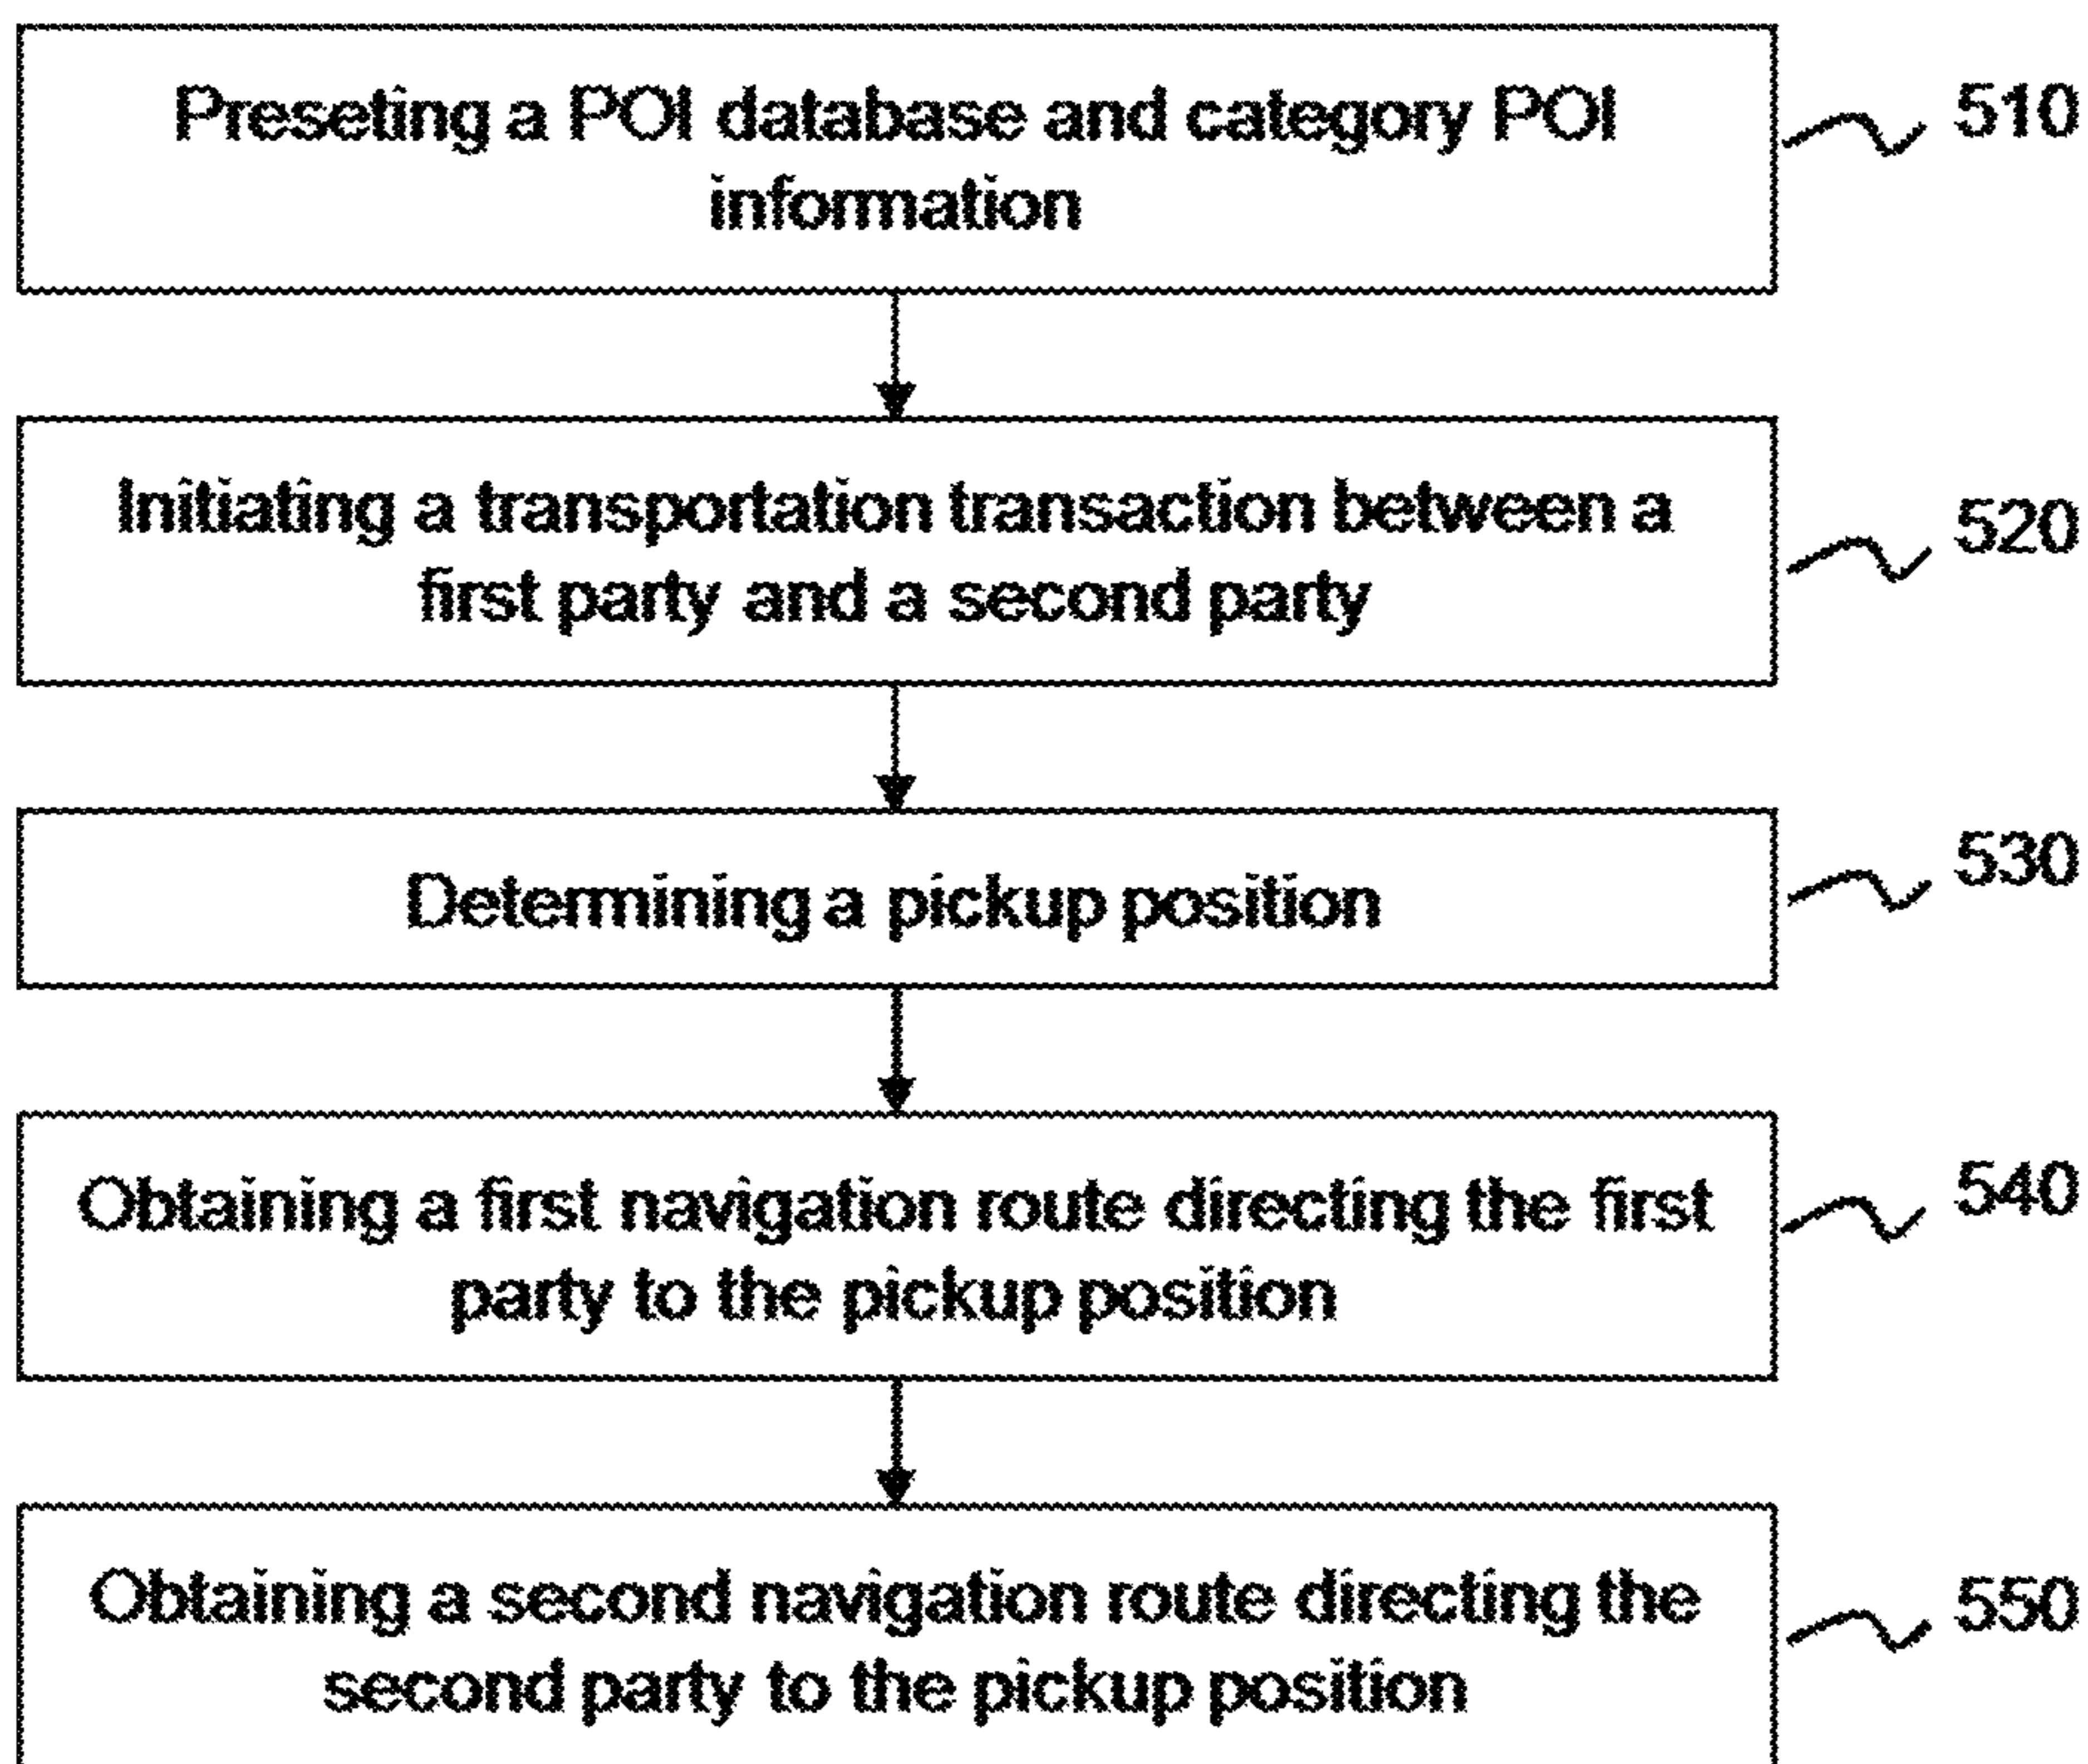 Preseting a POI database and category POI
information
510
Initiating a transportation transaction between a
first party and a second party
520
Determining a pickup position
530
Obtaining a first navigation route directing the first
party to the pickup position
540
Obtaining a second navigation route directing the
second party to the pickup position
550